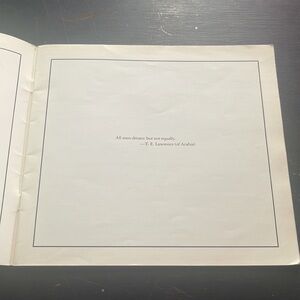 All men dream: but not equally.
—T. E. Lawrence (of Arabia)